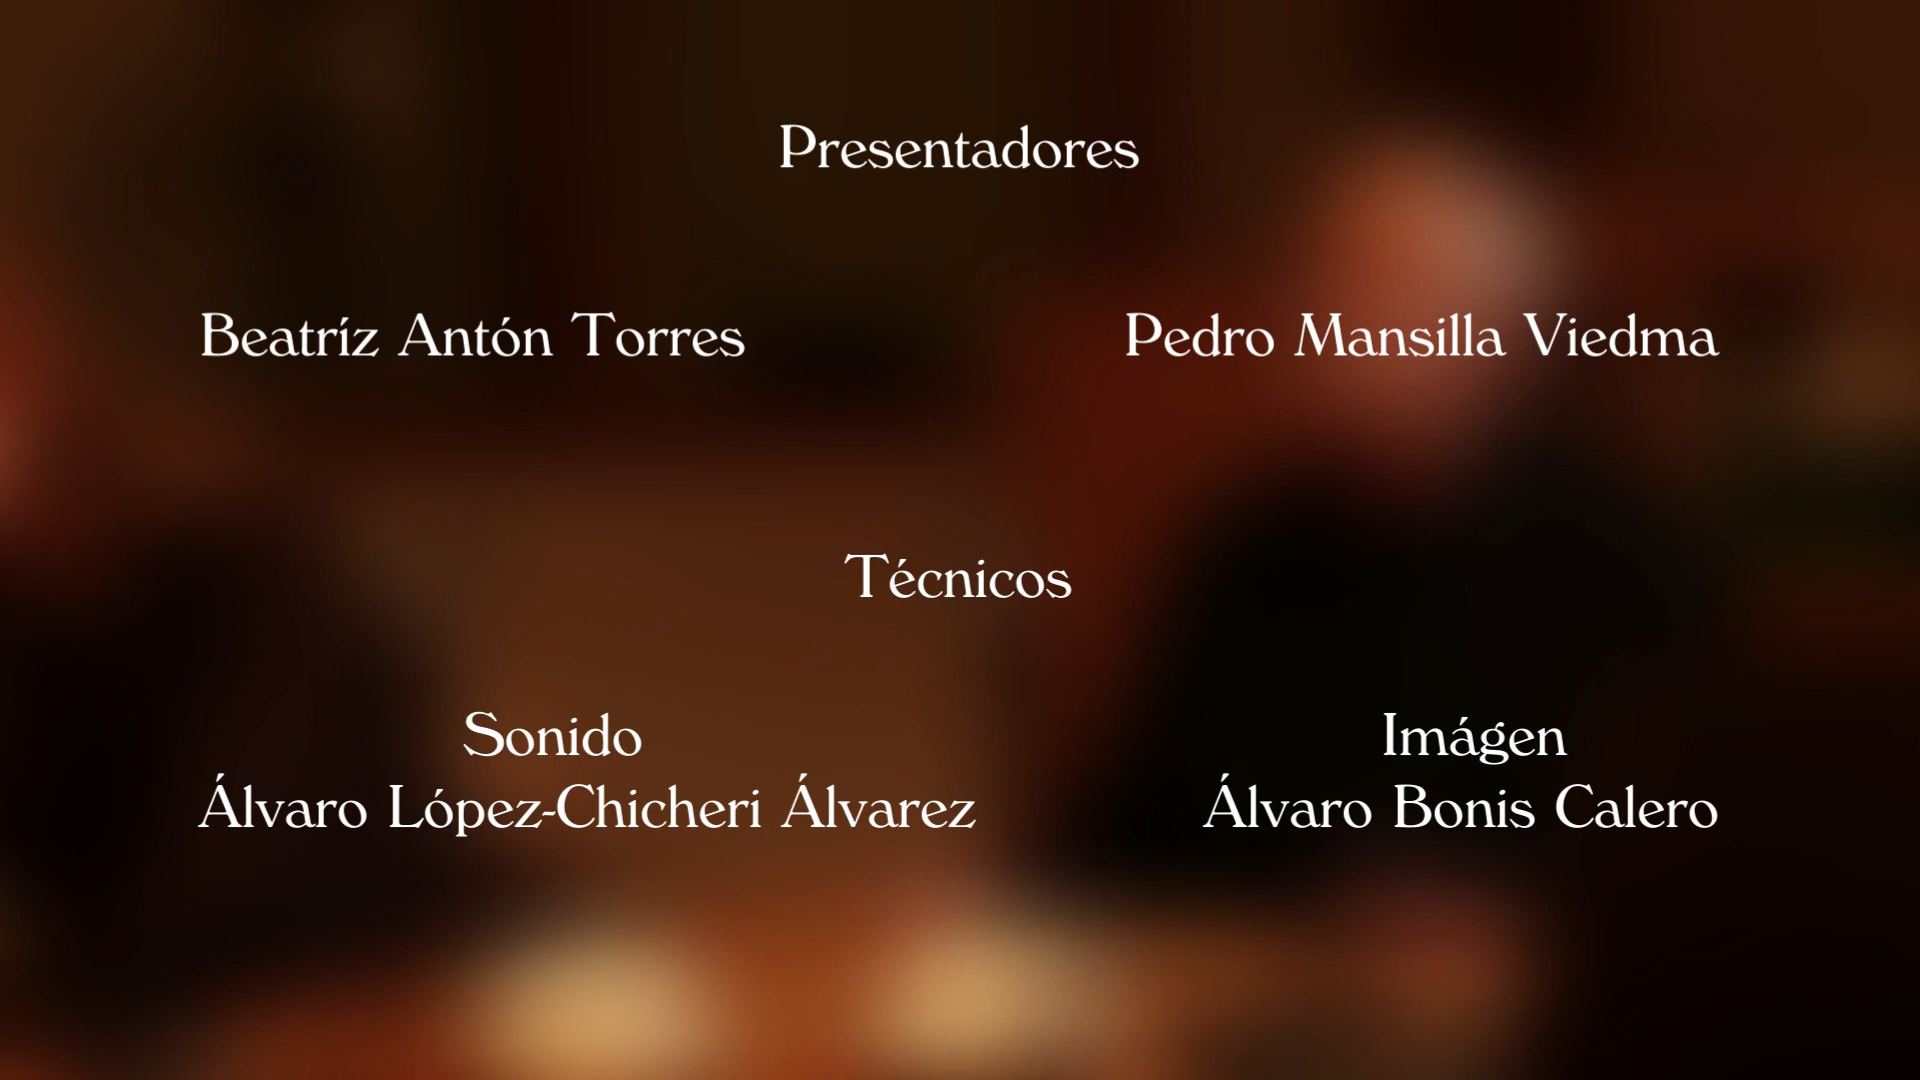 Presentadores
Beatríz Antón Torres
Pedro Mansilla Viedma
Técnicos
Sonido
Álvaro López-Chicheri Álvarez
Imágen
Álvaro Bonis Calero